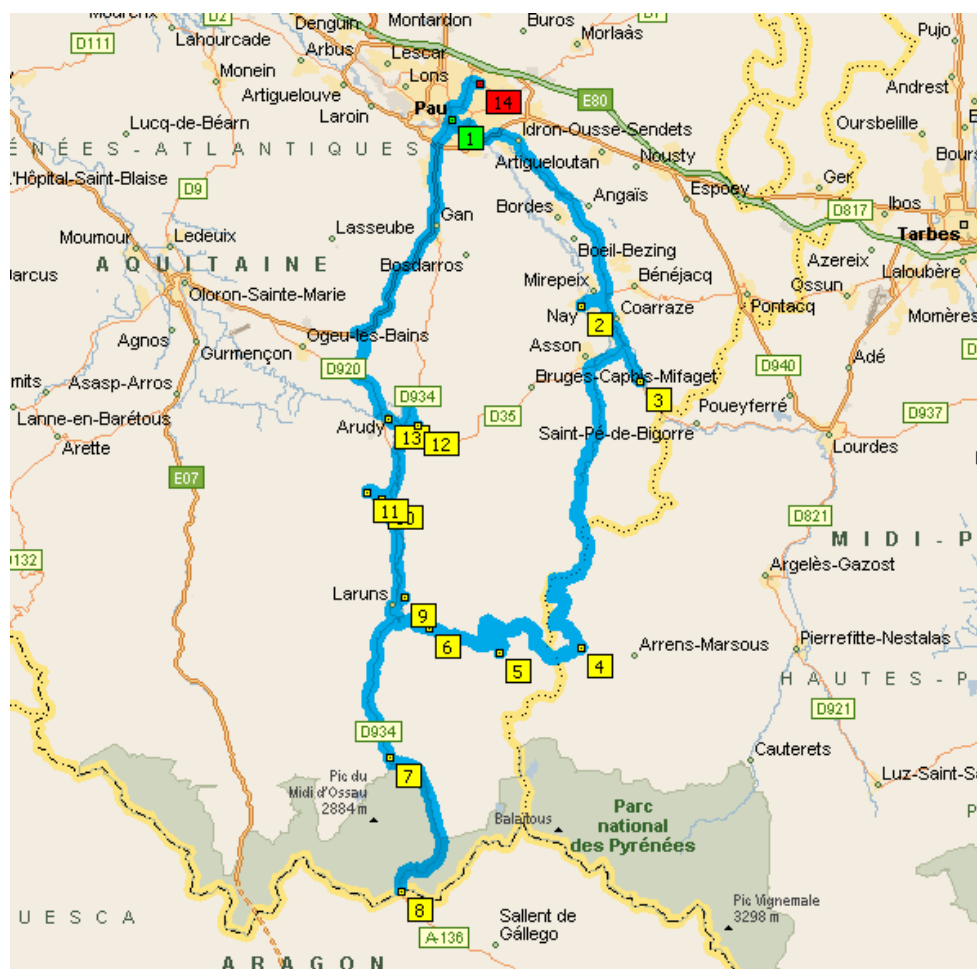 Mourenx
D2
Denguin
Montardon
Buros
D1
Pujo
Lahourcade
D111
Arbus
Lescar
Morlaàs
Monein
Lons
Andrest
Artiguelouve
E80
14
Pau
Laroin
Lucq-de-Béarn
1
Idron-Ousse-Sendets
Oursbelille
ÉNÉES-ATLANTIQUES
Artigueloutan
Nousty
Bours
L'Hôpital-Saint-Blaise
Ger
D9
Espoey
Angaïs
Ibos
Bordes
D817
Gan
Lasseube
Tarbes
Moumour
Ledeuix
Boeil-Bezing
Azereix
Laloubère
AQUITAINE
Bosdarros
Bénéjacq
arcus
Mirepeix
Ossun
Oloron-Sainte-Marie
Pontacq
Nay
2
Coarraze
Momères
Agnos
Ogeu-les-Bains
Gurmençon
Asson
Adé
D920
D940
mits
Asasp-Arros
Bruges-Capbis-Mifaget
D934
3
Poueyferré
Lanne-en-Barétous
D35
D937
Arudy
13
12
Saint-Pé-de-Bigorre
Arette
Lourdes
E07
11
10
D821
MIDI-P
D132
Argelès-Gazost
Laruns
9
6
5
4
Arrens-Marsous
Pierrefitte-Nestalas
HAUTES-P
D921
D934
Cauterets
7
Pic du
Midi d'Ossau
2884 m
Luz-Saint-Sa
Balaïtous
Parc
national
des Pyrénées
P
8
Pic Vignemale
3298 m
UESCA
Sallent de
Gállego
A-136
ARAGON